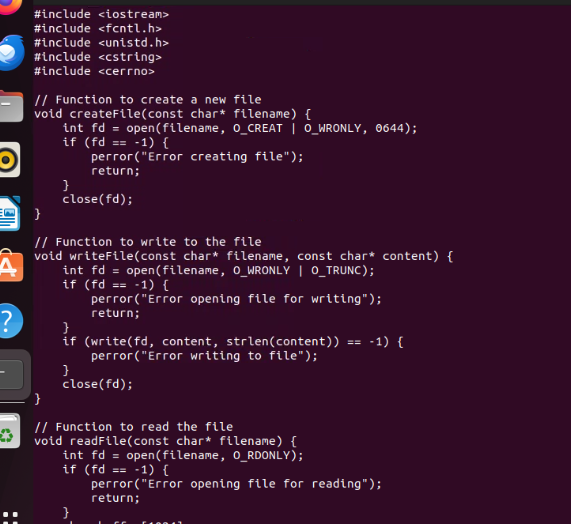 #include <iostream>
#include <fcntl.h>
#include <unistd.h>
#include <cstring>
#include <cerrno>

// Function to create a new file
void createFile(const char* filename) {
    int fd = open(filename, O_CREAT | O_WRONLY, 0644);
    if (fd == -1) {
        perror("Error creating file");
        return;
    }
    close(fd);
}

// Function to write to the file
void writeFile(const char* filename, const char* content) {
    int fd = open(filename, O_WRONLY | O_TRUNC);
    if (fd == -1) {
        perror("Error opening file for writing");
        return;
    }
    if (write(fd, content, strlen(content)) == -1) {
        perror("Error writing to file");
    }
    close(fd);
}

// Function to read the file
void readFile(const char* filename) {
    int fd = open(filename, O_RDONLY);
    if (fd == -1) {
        perror("Error opening file for reading");
        return;
    }